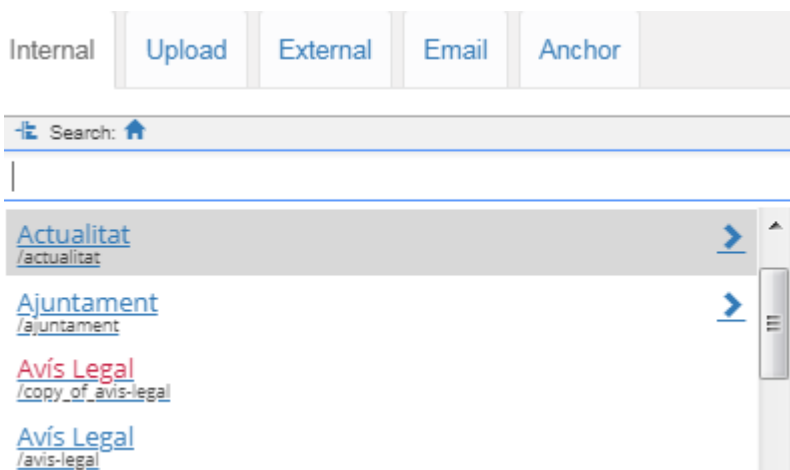 Internal Upload External Email Anchor
Search:
Actualitat
/actualitat
Ajuntament
/ajuntament
Avís Legal
/copy_of_avis-legal
Avís Legal
/avis-legal